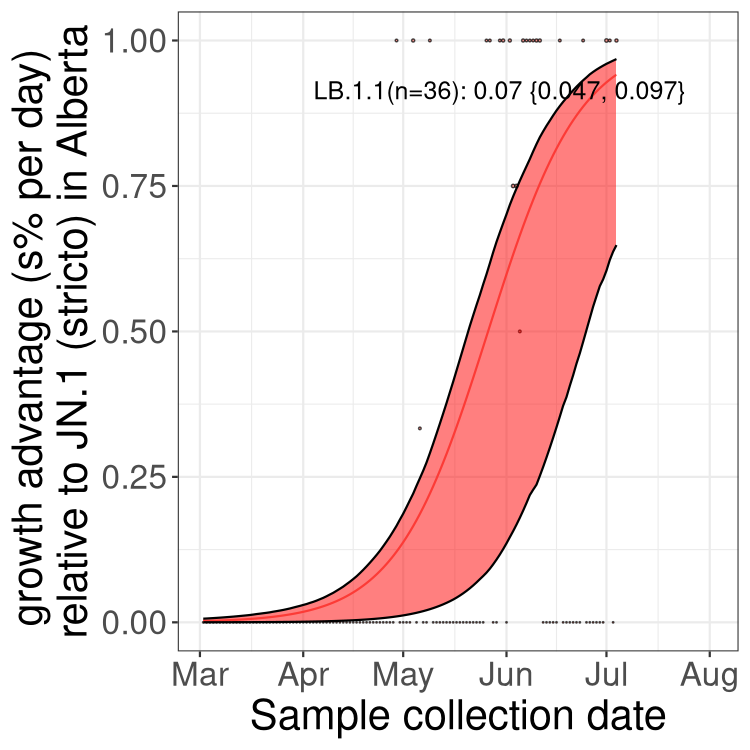 growth advantage (s% per day)
relative to JN.1 (stricto) in Alberta
1.00
0.75
0.50
0.25
0.00
LB.1.1(n=36): 0.07 {0.047, 0.097}
Mar Apr May Jun Jul Aug
Sample collection date